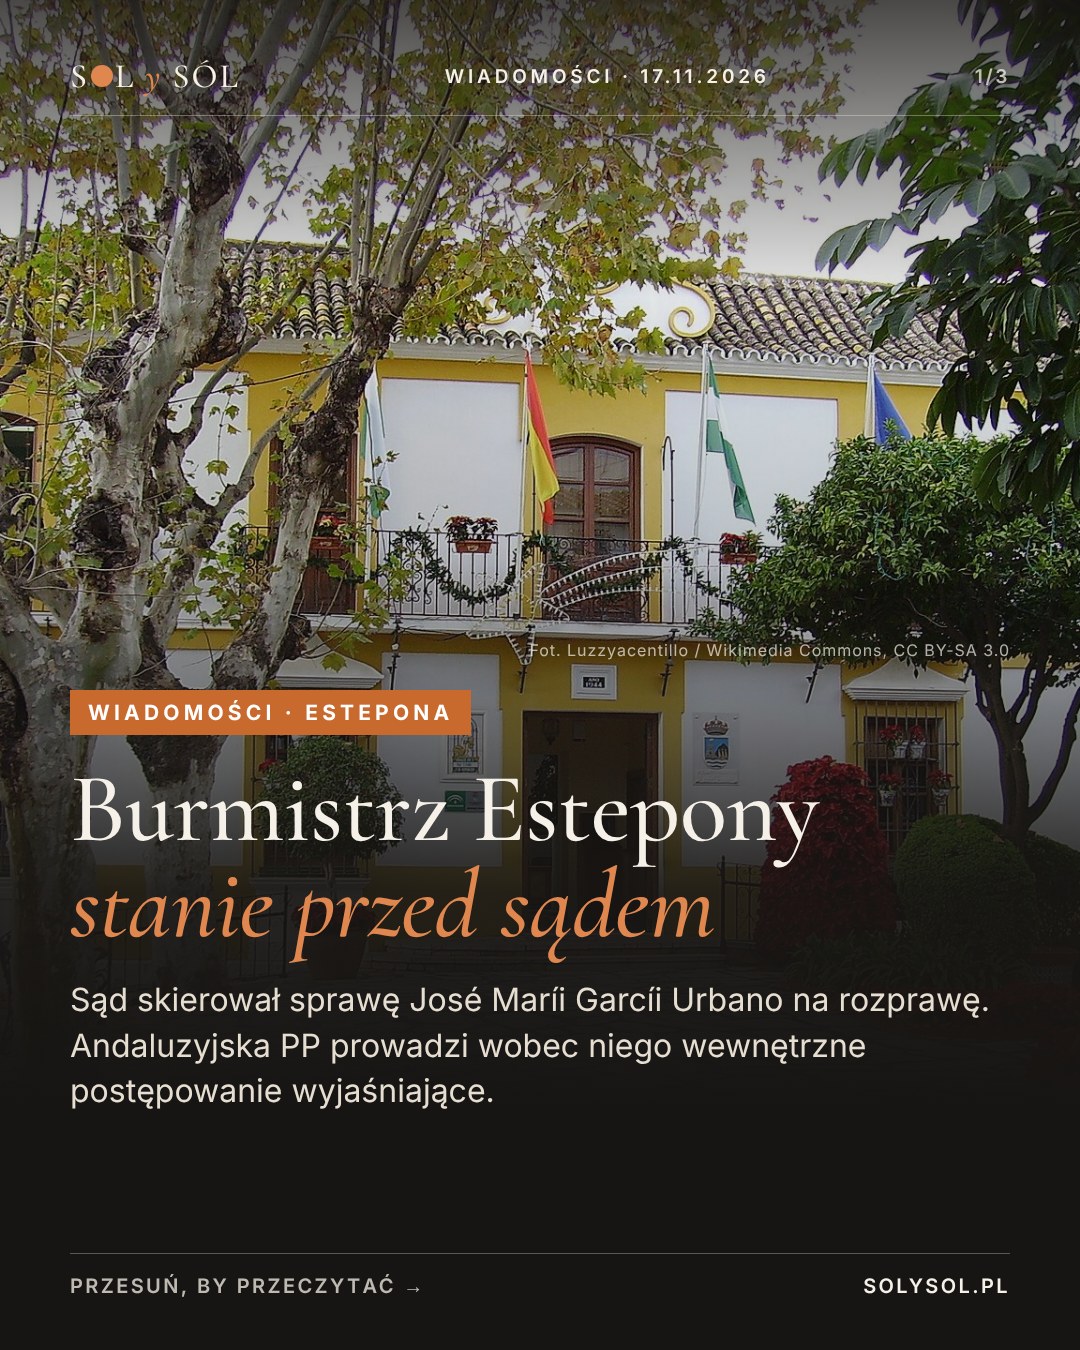 SOL y SÓL
WIADOMOŚCI · 17.11.2026
1/3
Fot. Luzzyacentillo / Wikimedia Commons, CC BY-SA 3.0
WIADOMOŚCI · ESTEPONA
Burmistrz Estepony
stanie przed sądem
Sąd skierował sprawę José Maríi Garcíi Urbano na rozprawę.
Andaluzyjska PP prowadzi wobec niego wewnętrzne
postępowanie wyjaśniające.
PRZESUŃ, BY PRZECZYTAĆ →
SOLYSOL.PL